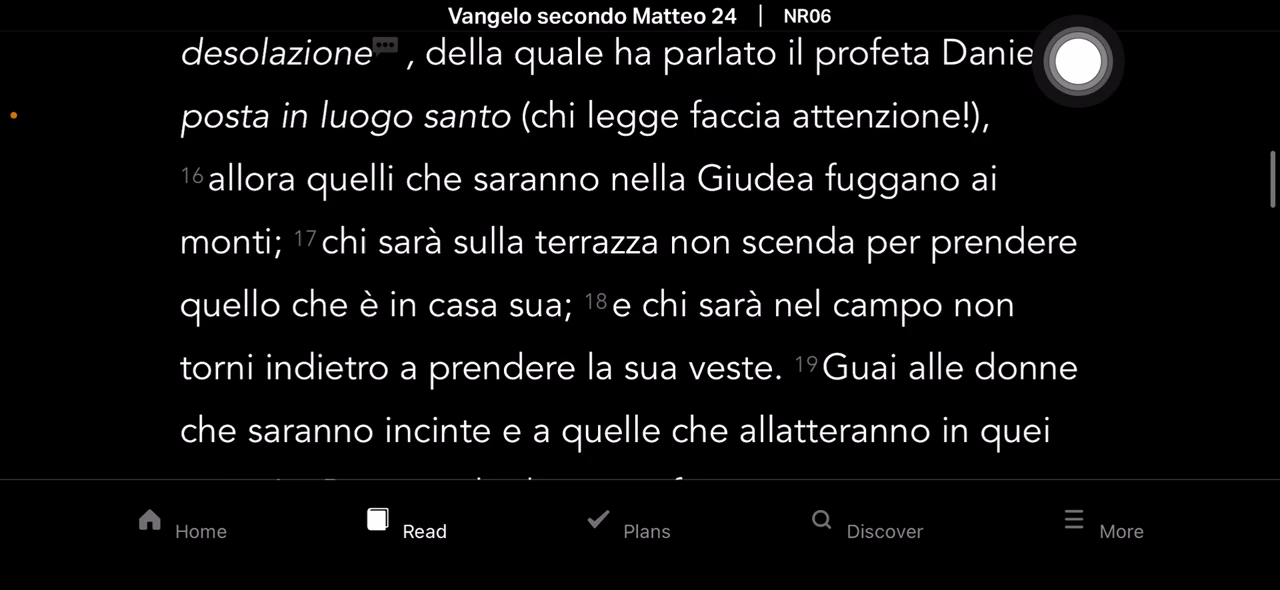 Vangelo secondo Matteo 24 | NR06
desolazione , della quale ha parlato il profeta
posta in luogo santo (chi legge faccia attenzione!),
16 allora quelli che saranno nella Giudea fuggano ai
monti; 17 chi sarà sulla terrazza non scenda per prendere
quello che è in casa sua; 18 e chi sarà nel campo non
torni indietro a prendere la sua veste. 19 Guai alle donne
che saranno incinte e a quelle che allatteranno in quei
Home Read Plans Discover More